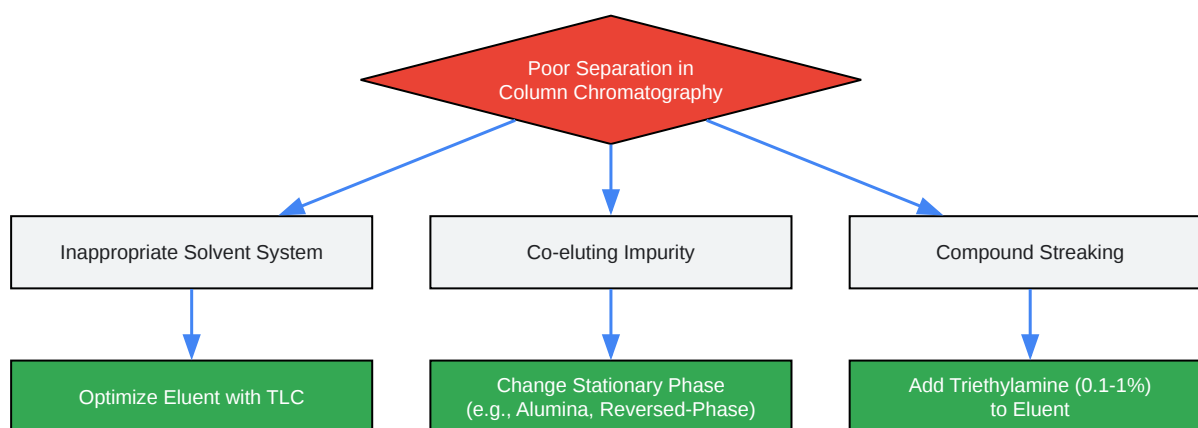 Poor Separation in
Column Chromatography
Inappropriate Solvent System
Co-eluting Impurity
Compound Streaking
Optimize Eluent with TLC
Change Stationary Phase
(e.g., Alumina, Reversed-Phase)
Add Triethylamine (0.1-1%)
to Eluent